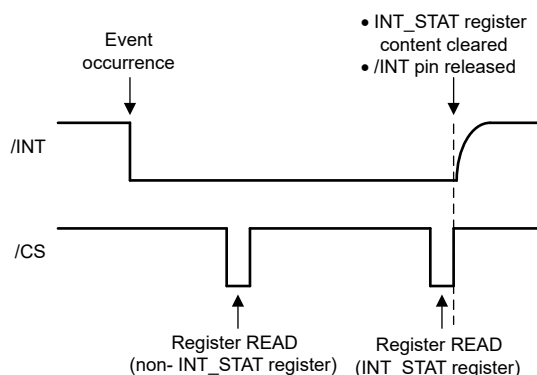 Event
occurrence
• INT_STAT register
content cleared
• /INT pin released
/INT
/CS
Register READ
(non- INT_STAT register)
Register READ
(INT_STAT register)